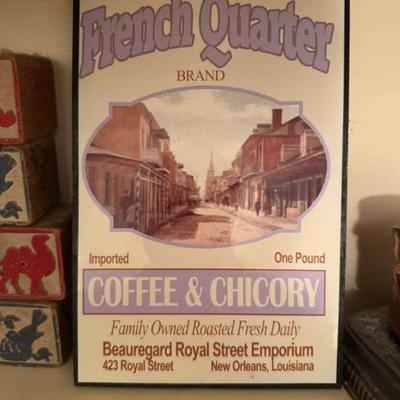 French Quarter
BRAND
Imported One Pound
COFFEE & CHICORY
Family Owned Roasted Fresh Daily
Beauregard Royal Street Emporium
423 Royal Street New Orleans, Louisiana